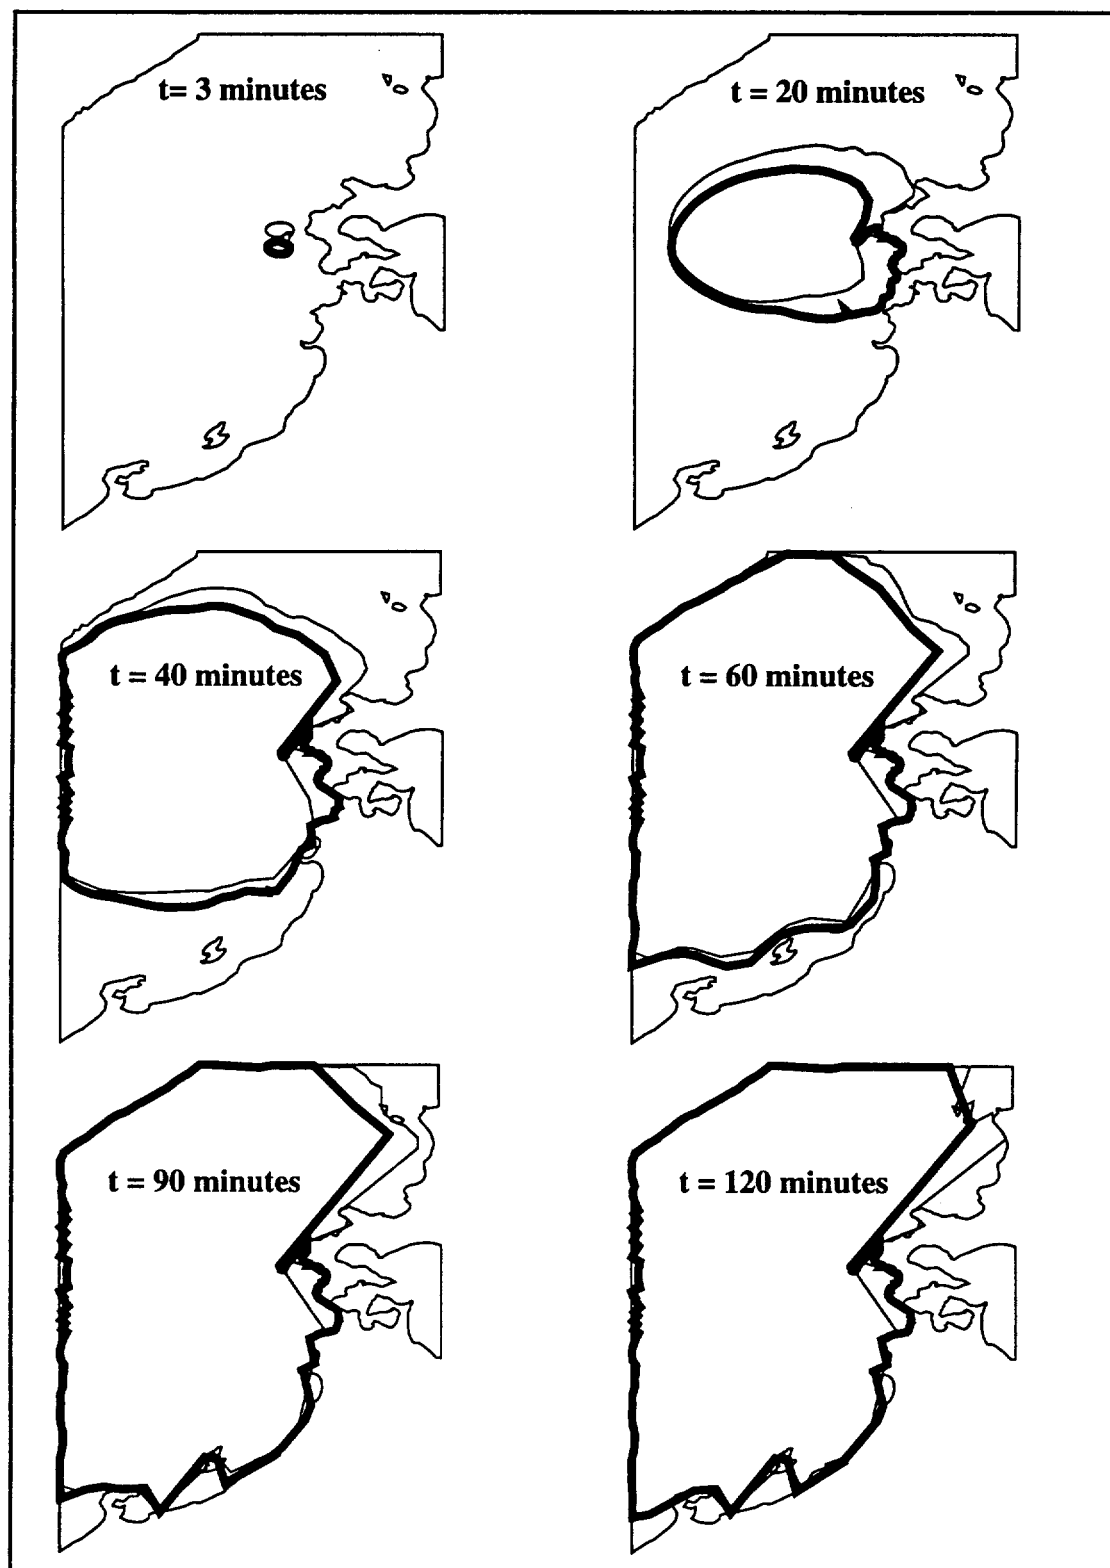 t= 3 minutes
t = 20 minutes
t = 40 minutes
t = 60 minutes
t = 90 minutes
t = 120 minutes